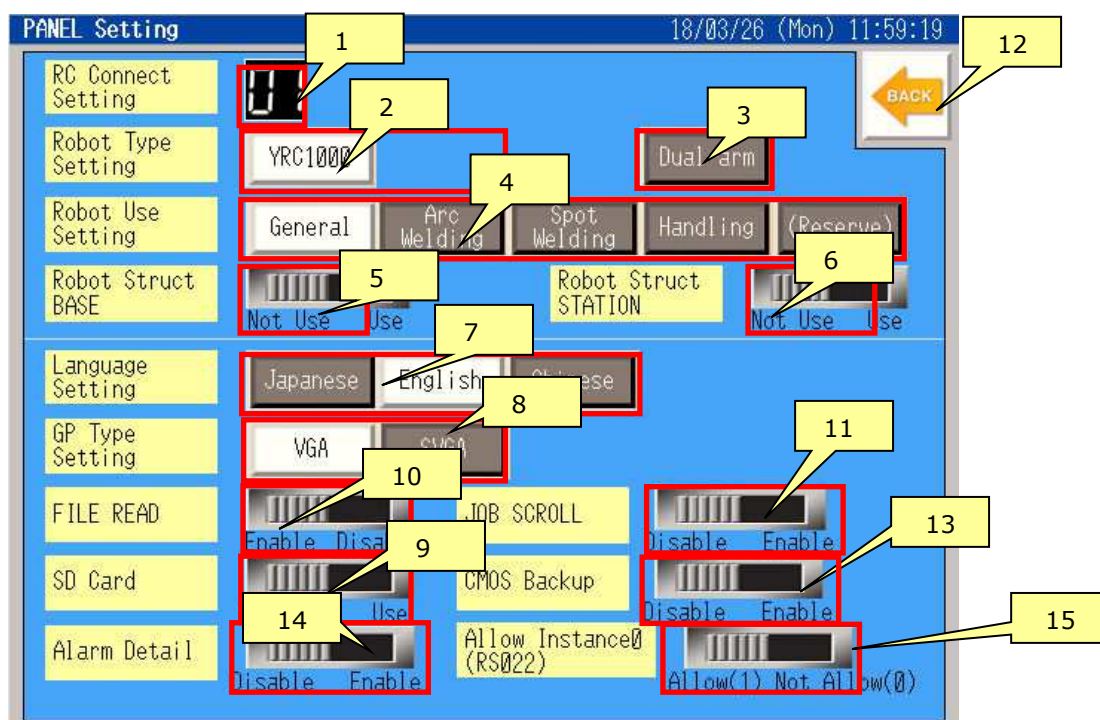 PANEL Setting 18/03/26 (Mon) 11:59:19
1
12
RC Connect
Setting
BACK
2
3
Robot Type
Setting
YRC1000
Dual arm
4
Robot Use
Setting
General
Arc
Welding
Spot
Welding
Handling
(Reserve)
5
6
Robot Struct
BASE
Not Use Use
Robot Struct
STATION
Not Use Use
7
Language
Setting
Japanese
English
8
GP Type
Setting
VGA
SVGA
11
10
FILE READ
Enable
JOB SCROLL
Disable Enable
13
9
SD Card
Use
CMOS Backup
Disable Enable
14
15
Alarm Detail
Disable Enable
Allow Instance0
(RS022)
Allow(1) Not Allow(0)